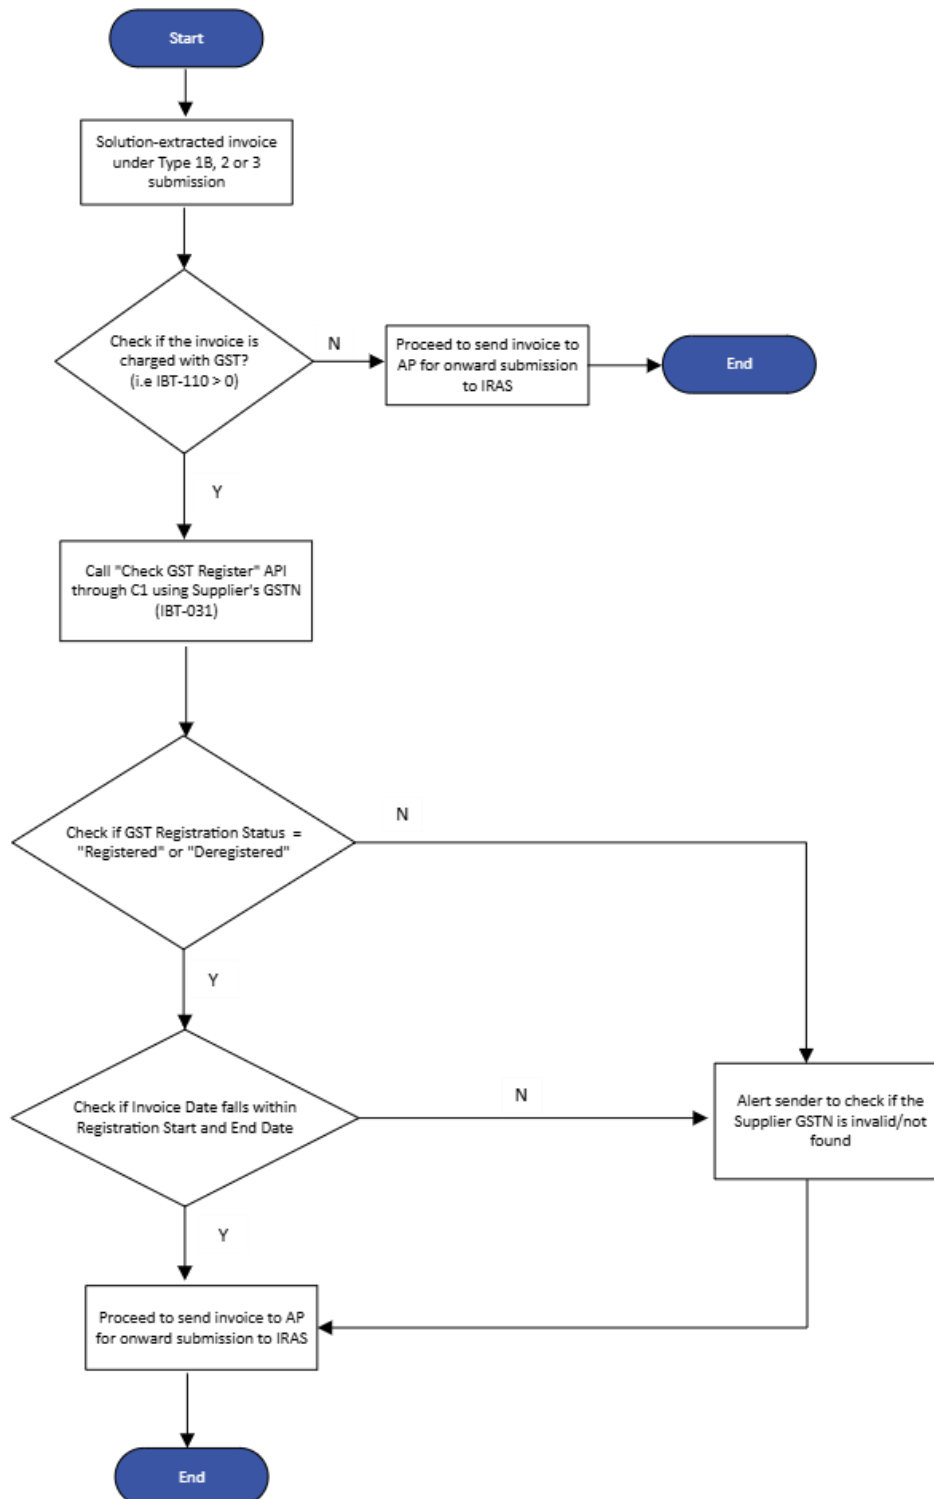 Start
Solution-extracted invoice
under Type 1B, 2 or 3
submission
Check if the invoice is
charged with GST?
(i.e IBT-110 > 0)
N
Proceed to send invoice to
AP for onward submission
to IRAS
End
Y
Call "Check GST Register" API
through C1 using Supplier's GSTN
(IBT-031)
Check if GST Registration Status =
"Registered" or "Deregistered"
N
Y
Check if Invoice Date falls within
Registration Start and End Date
N
Alert sender to check if the
Supplier GSTN is invalid/not
found
Y
Proceed to send invoice to AP
for onward submission to IRAS
End